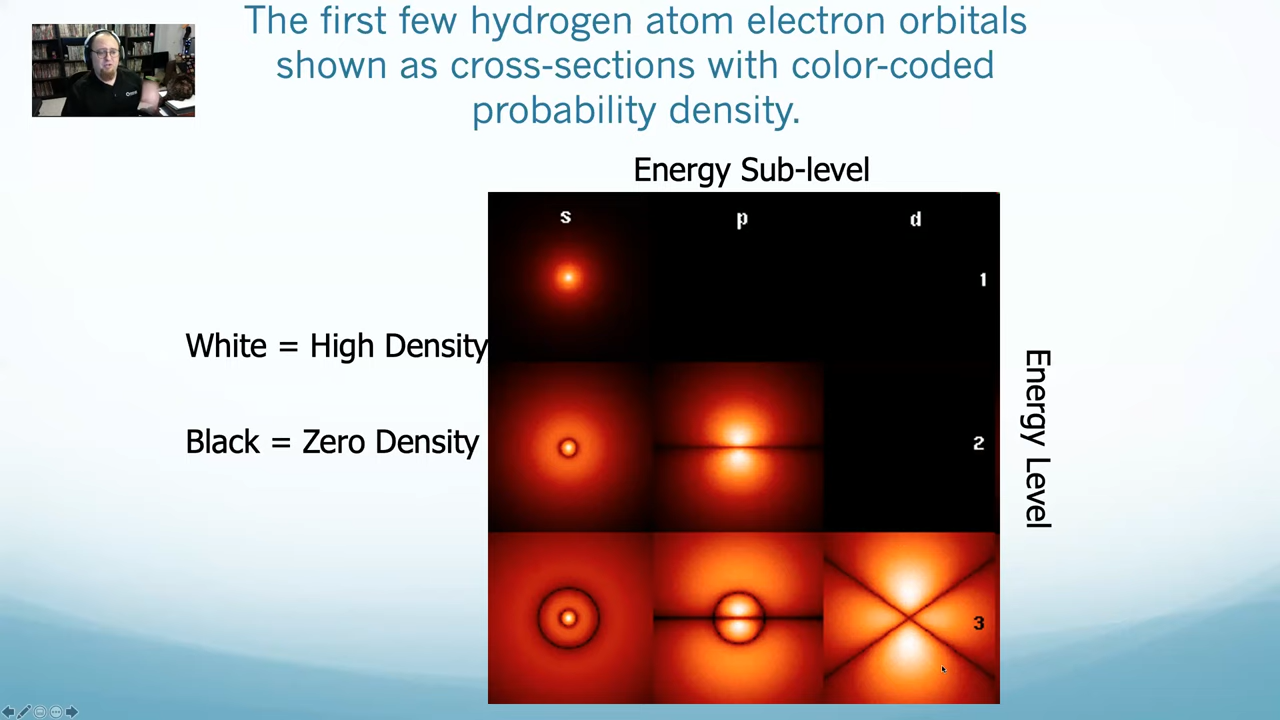 The first few hydrogen atom electron orbitals
shown as cross-sections with color-coded
probability density.
Energy Sub-level
s p d
1
White = High Density
Energy Level
Black = Zero Density
2
3